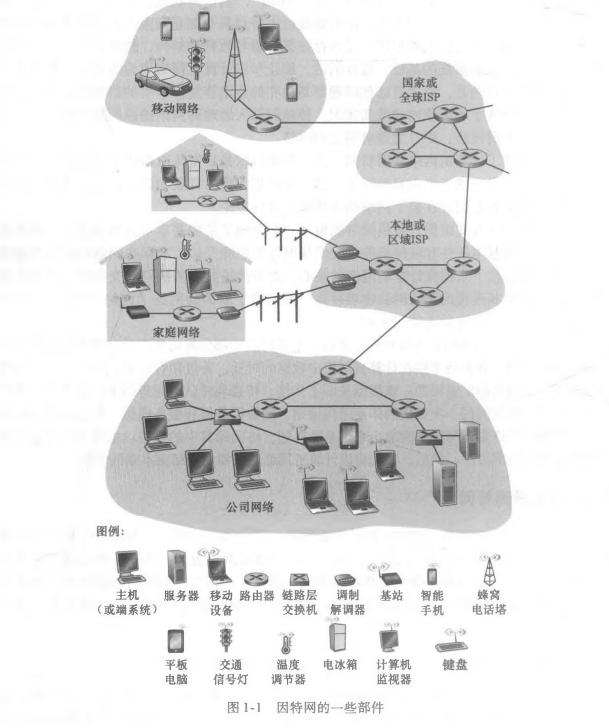 移动网络
国家或
全球ISP
本地或
区域ISP
家庭网络
公司网络
图例:
主机
(或端系统)
服务器
移动
设备
路由器
链路层
交换机
调制
解调器
基站
智能
手机
蜂窝
电话塔
平板
电脑
交通
信号灯
温度
调节器
电冰箱
计算机
监视器
键盘
图 1-1 因特网的一些部件